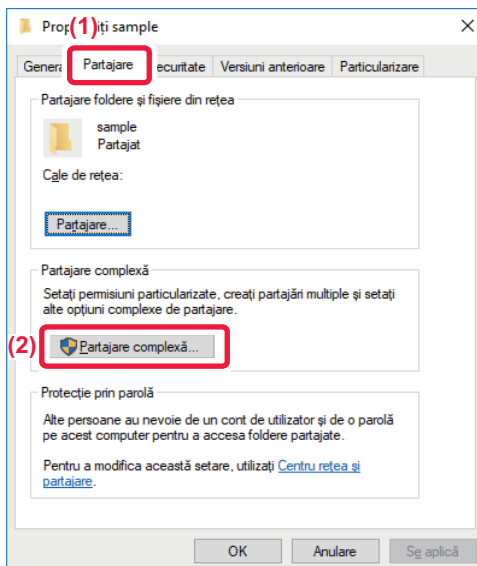 Prop (1) iți sample
Genera Partajare ecuritate Versiuni anterioare Particularizare
Partajare foldere și fișiere din rețea
sample
Partajat
Cale de rețea:
Partajare...
Partajare complexă
Setați permisiuni particularizate, creați partajări multiple și setați
alte opțiuni complexe de partajare.
(2) Partajare complexă...
Protecție prin parolă
Alte persoane au nevoie de un cont de utilizator și de o parolă
pe acest computer pentru a accesa foldere partajate.
Pentru a modifica această setare, utilizați Centru rețea și
partajare.
OK Anulare Se aplică